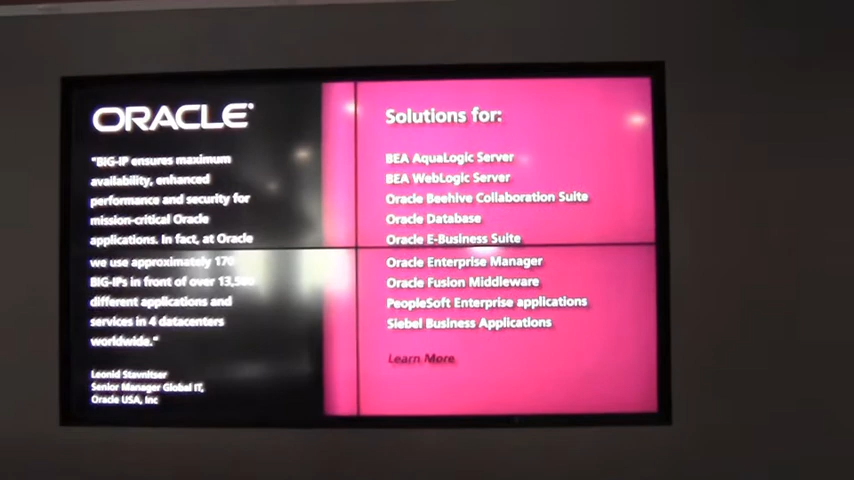 ORACLE
"BIG-IP ensures maximum
availability, enhanced
performance and security for
mission-critical Oracle
applications. In fact, at Oracle
we use approximately 170
BIG-IPs in front of over 13,500
different applications and
services in 4 datacenters
worldwide."
Leonid Stavnitser
Senior Manager Global IT,
Oracle USA, Inc
Solutions for:
BEA AquaLogic Server
BEA WebLogic Server
Oracle Beehive Collaboration Suite
Oracle Database
Oracle E-Business Suite
Oracle Enterprise Manager
Oracle Fusion Middleware
PeopleSoft Enterprise applications
Siebel Business Applications
Learn More